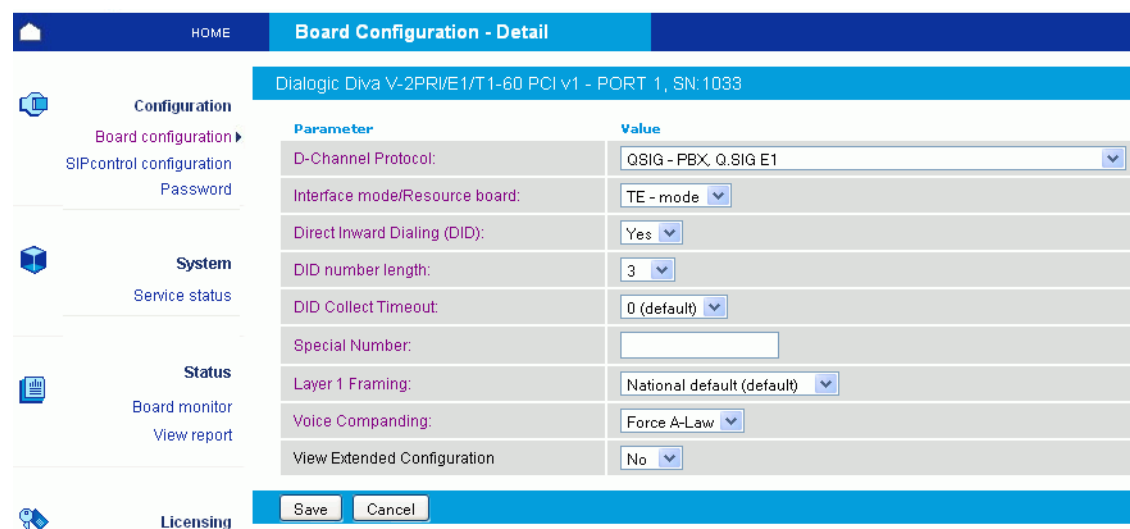 HOME
Board Configuration - Detail
Dialogic Diva V-2PRI/E1/T1-60 PCI v1 - PORT 1, SN:1033
Configuration
Board configuration
SIPcontrol configuration
Password
System
Service status
Status
Board monitor
View report
Licensing
Parameter Value
D-Channel Protocol: QSIG - PBX, Q.SIG E1
Interface mode/Resource board: TE - mode
Direct Inward Dialing (DID): Yes
DID number length: 3
DID Collect Timeout: 0 (default)
Special Number:
Layer 1 Framing: National default (default)
Voice Companding: Force A-Law
View Extended Configuration No
Save Cancel